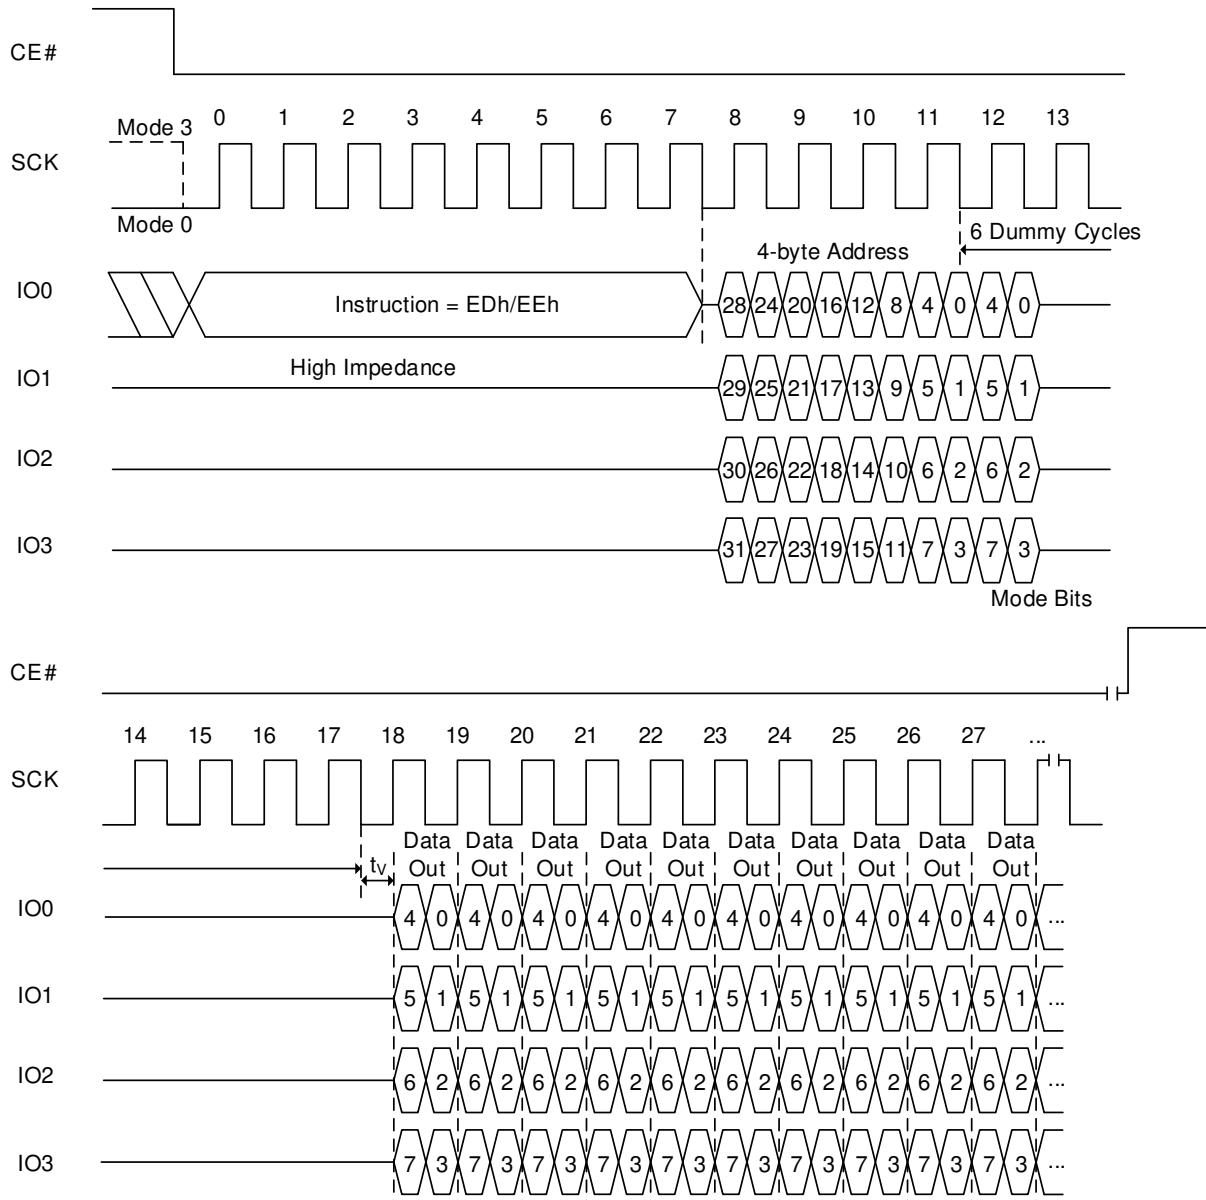 CE#
Mode 3 0 1 2 3 4 5 6 7 8 9 10 11 12 13
SCK
Mode 0
6 Dummy Cycles
4-byte Address
IO0 Instruction = EDh/EEh 28 24 20 16 12 8 4 0 4 0
High Impedance
IO1 29 25 21 17 13 9 5 1 5 1
IO2 30 26 22 18 14 10 6 2 6 2
IO3 31 27 23 19 15 11 7 3 7 3
Mode Bits
CE#
14 15 16 17 18 19 20 21 22 23 24 25 26 27 ...
SCK
Data Data Data Data Data Data Data Data Data Data
tV Out Out Out Out Out Out Out Out Out Out
IO0 4 0 4 0 4 0 4 0 4 0 4 0 4 0 4 0 4 0 4 0 ...
IO1 5 1 5 1 5 1 5 1 5 1 5 1 5 1 5 1 5 1 5 1 ...
IO2 6 2 6 2 6 2 6 2 6 2 6 2 6 2 6 2 6 2 6 2 ...
IO3 7 3 7 3 7 3 7 3 7 3 7 3 7 3 7 3 7 3 7 3 ...